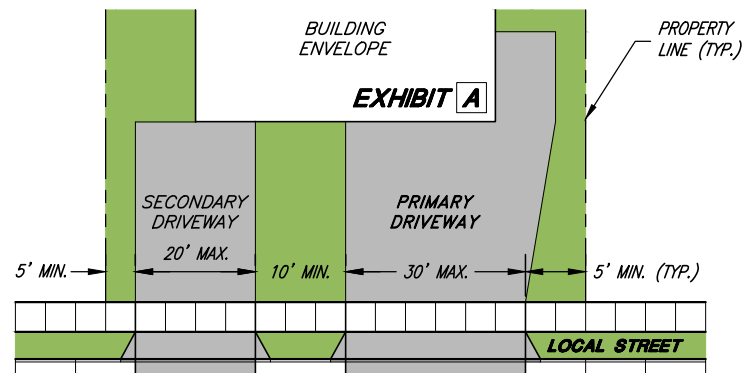 BUILDING
ENVELOPE
PROPERTY
LINE (TYP.)
EXHIBIT A
SECONDARY
DRIVEWAY
PRIMARY
DRIVEWAY
5' MIN.
20' MAX.
10' MIN.
30' MAX.
5' MIN. (TYP.)
LOCAL STREET